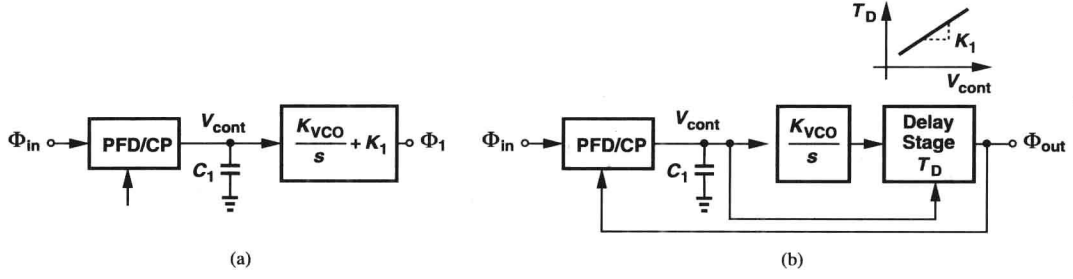 T_D
K_1
V_cont
Φ_in
PFD/CP
V_cont
C_1
K_VCO
s
+ K_1
Φ_1
(a)
Φ_in
PFD/CP
V_cont
C_1
K_VCO
s
Delay
Stage
T_D
Φ_out
(b)